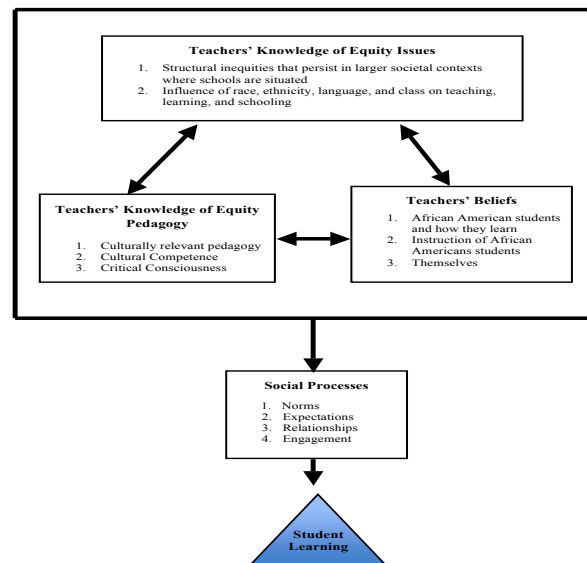 Teachers' Knowledge of Equity Issues
1. Structural inequities that persist in larger societal contexts
where schools are situated
2. Influence of race, ethnicity, language, and class on teaching,
learning, and schooling
Teachers' Knowledge of Equity
Pedagogy
1. Culturally relevant pedagogy
2. Cultural Competence
3. Critical Consciousness
Teachers' Beliefs
1. African American students
and how they learn
2. Instruction of African
Americans students
3. Themselves
Social Processes
1. Norms
2. Expectations
3. Relationships
4. Engagement
Student
Learning